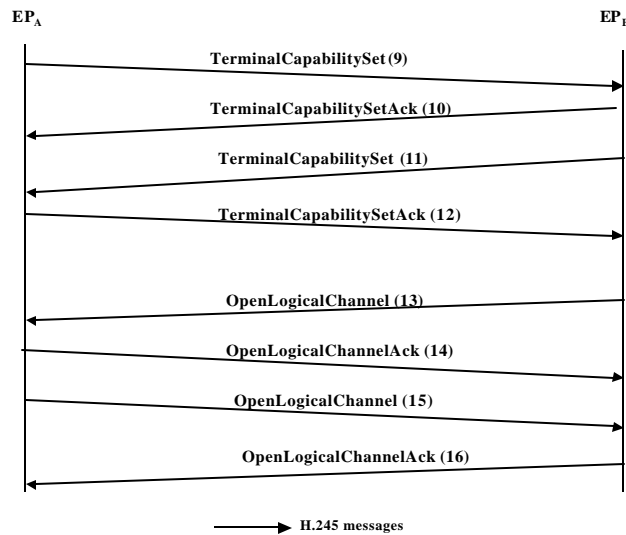 EPA
EP
TerminalCapabilitySet (9)
TerminalCapabilitySetAck (10)
TerminalCapabilitySet (11)
TerminalCapabilitySetAck (12)
OpenLogicalChannel (13)
OpenLogicalChannelAck (14)
OpenLogicalChannel (15)
OpenLogicalChannelAck (16)
H.245 messages